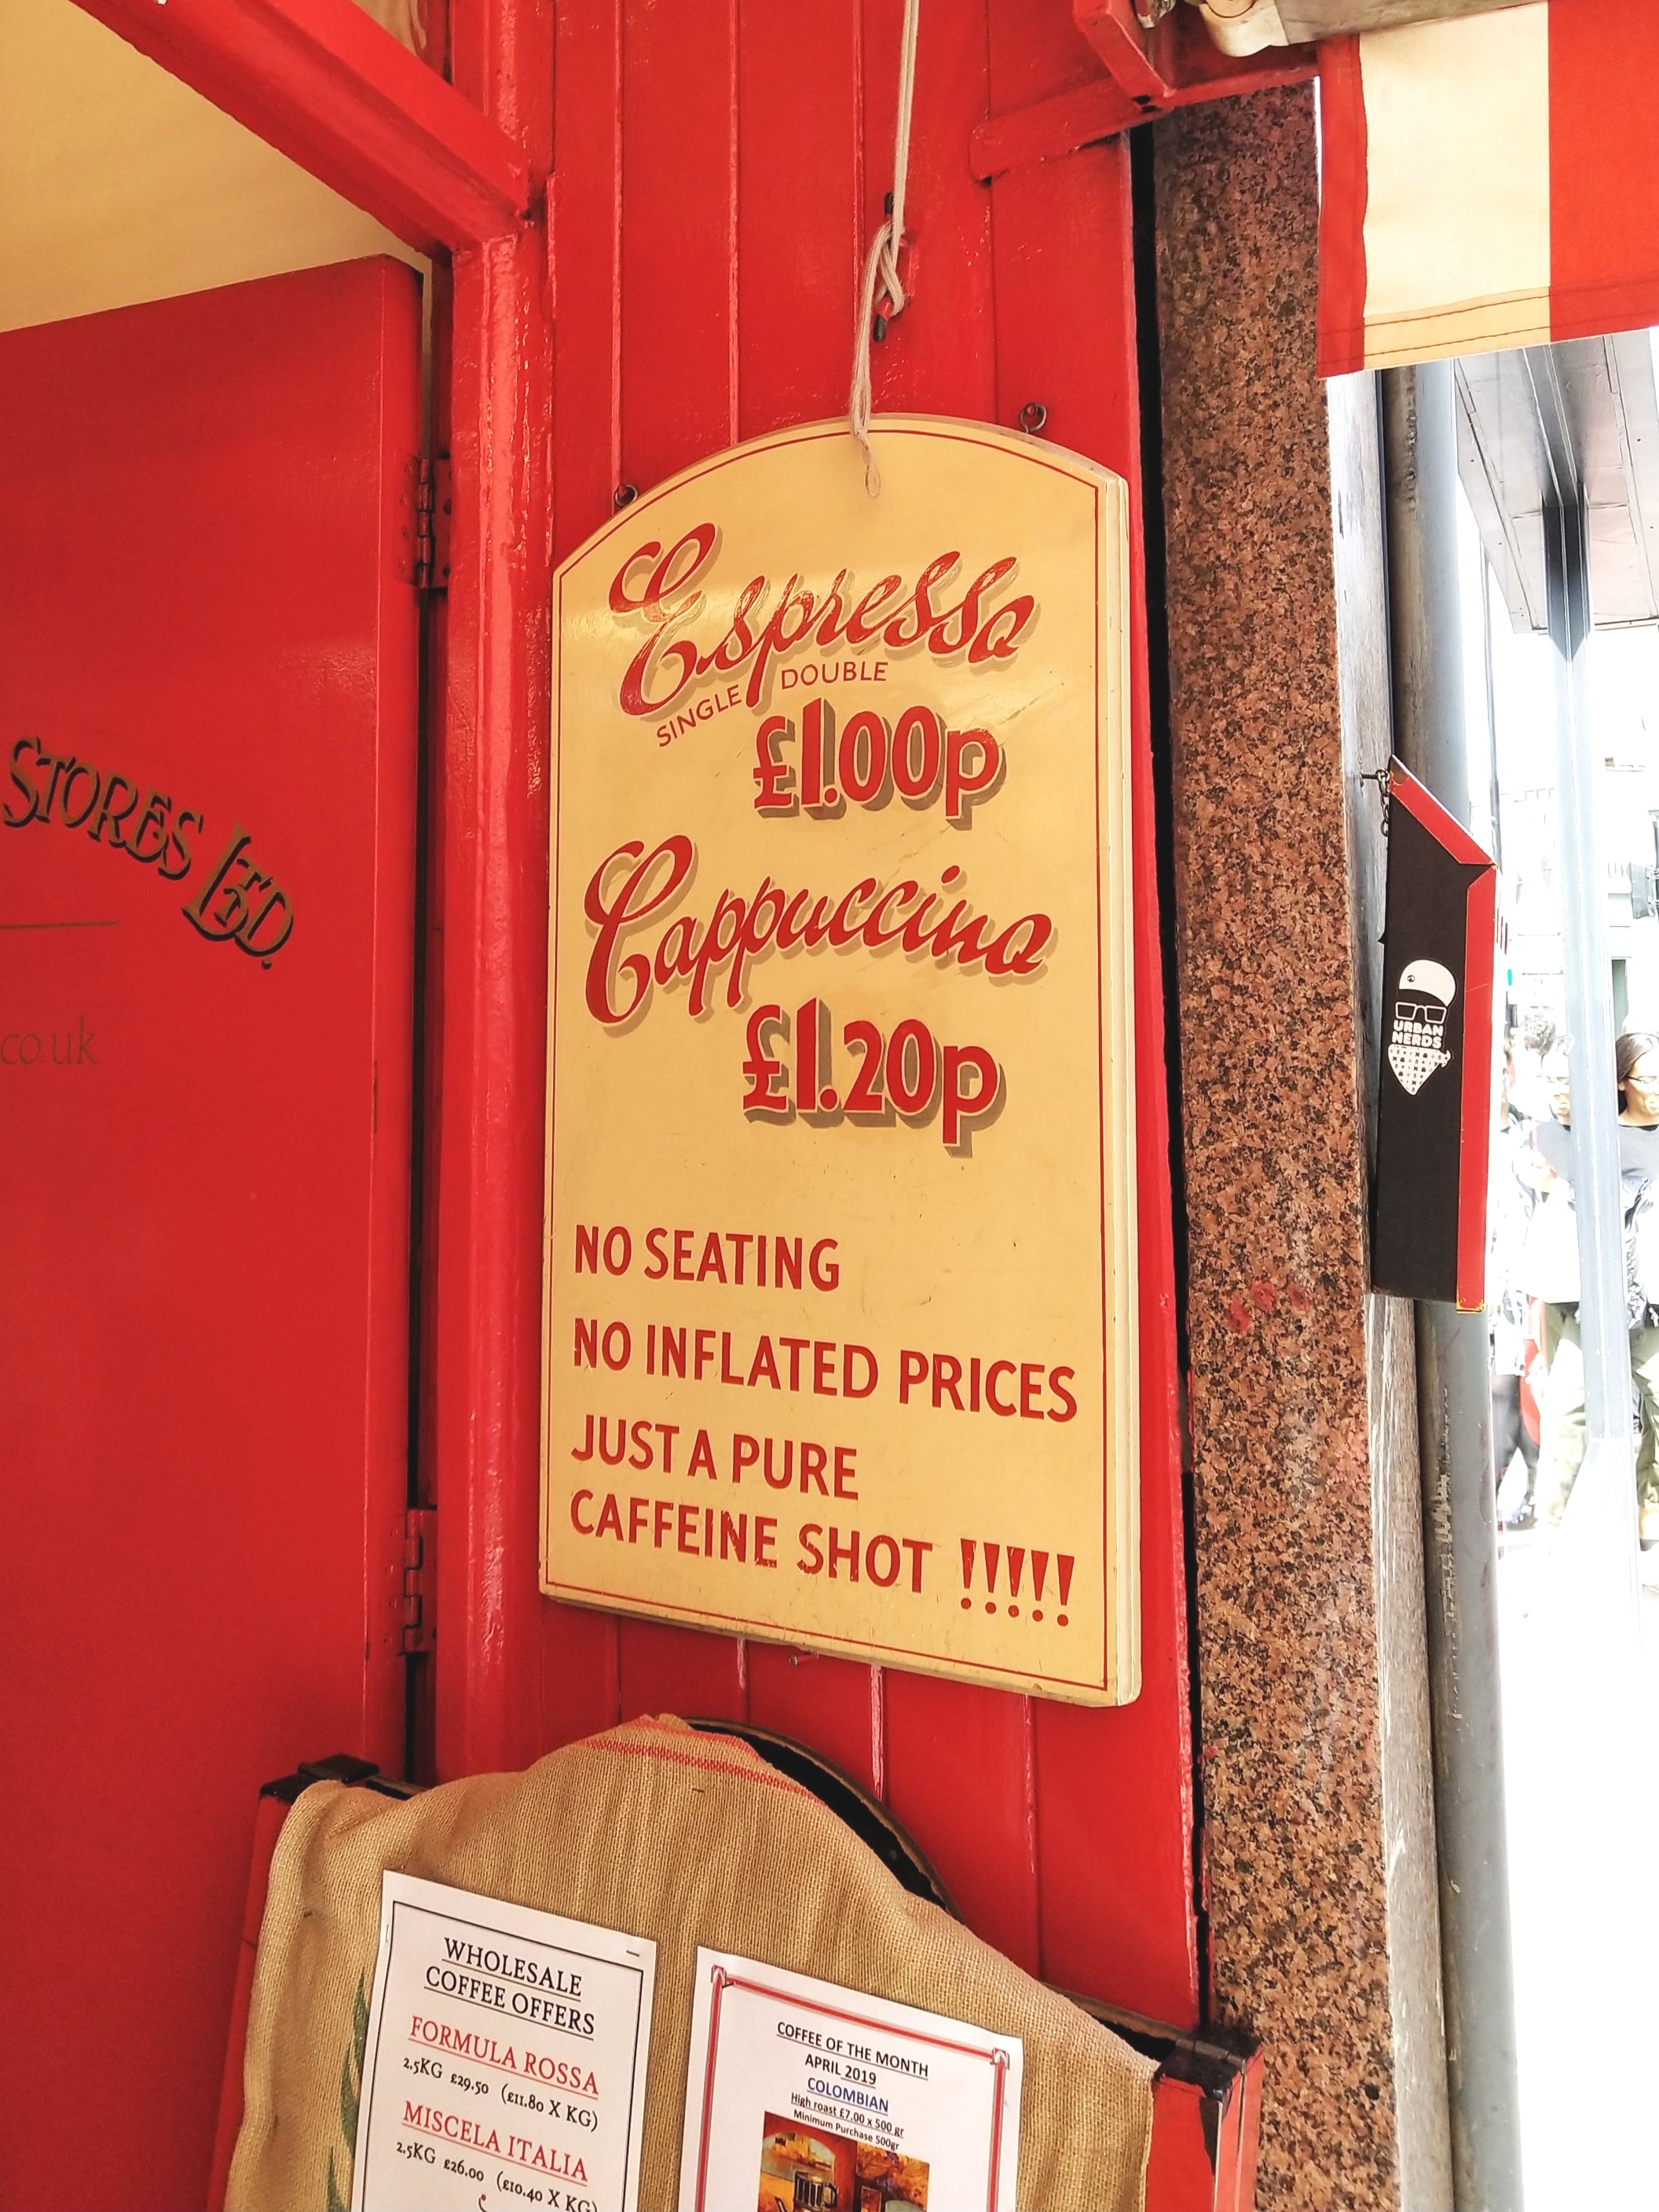 STORES LTD.
co.uk
Espresso
SINGLE DOUBLE
£1.00p
Cappuccino
£1.20p
NO SEATING
NO INFLATED PRICES
JUST A PURE
CAFFEINE SHOT !!!!!
URBAN
NERDS
WHOLESALE
COFFEE OFFERS
FORMULA ROSSA
2.5KG £29.50 (£11.80 X KG)
MISCELA ITALIA
2.5KG £26.00 (£10.40 X KG)
COFFEE OF THE MONTH
APRIL 2019
COLOMBIAN
High roast £7.00 x 500 gr
Minimum Purchase 500gr